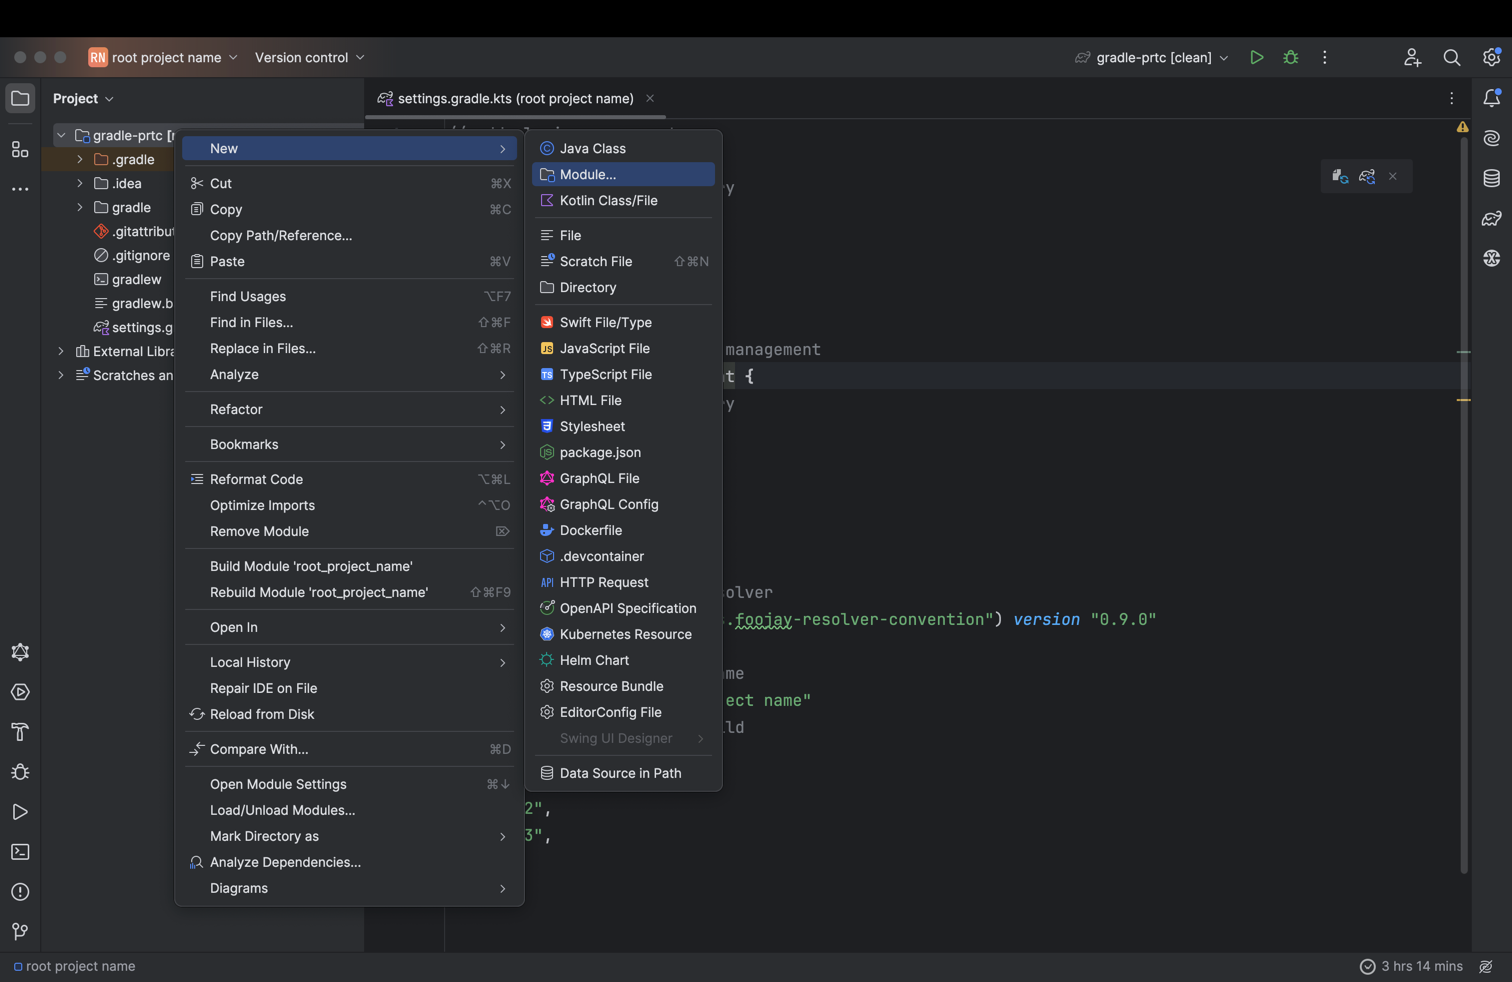 RN root project name
Version control
gradle-prtc [clean]
Project
settings.gradle.kts (root project name)
gradle-prtc [r
.gradle
.idea
gradle
.gitattribut
.gitignore
gradlew
gradlew.b
settings.g
External Libra
Scratches an
New
Cut ⌘X
Copy ⌘C
Copy Path/Reference...
Paste ⌘V
Find Usages ⌥F7
Find in Files... ⇧⌘F
Replace in Files... ⇧⌘R
Analyze
Refactor
Bookmarks
Reformat Code ⌥⌘L
Optimize Imports ^⌥O
Remove Module ⌦
Build Module 'root_project_name'
Rebuild Module 'root_project_name' ⇧⌘F9
Open In
Local History
Repair IDE on File
Reload from Disk
Compare With... ⌘D
Open Module Settings ⌘↓
Load/Unload Modules...
Mark Directory as
Analyze Dependencies...
Diagrams
Java Class
Module...
Kotlin Class/File
File
Scratch File ⇧⌘N
Directory
Swift File/Type
JS JavaScript File
TS TypeScript File
<> HTML File
Stylesheet
package.json
GraphQL File
GraphQL Config
Dockerfile
.devcontainer
API HTTP Request
OpenAPI Specification
Kubernetes Resource
Helm Chart
Resource Bundle
EditorConfig File
Swing UI Designer
Data Source in Path
y
management
t {
y
solver
.foojay-resolver-convention") version "0.9.0"
me
ect name"
ld
2",
3",
root project name
3 hrs 14 mins